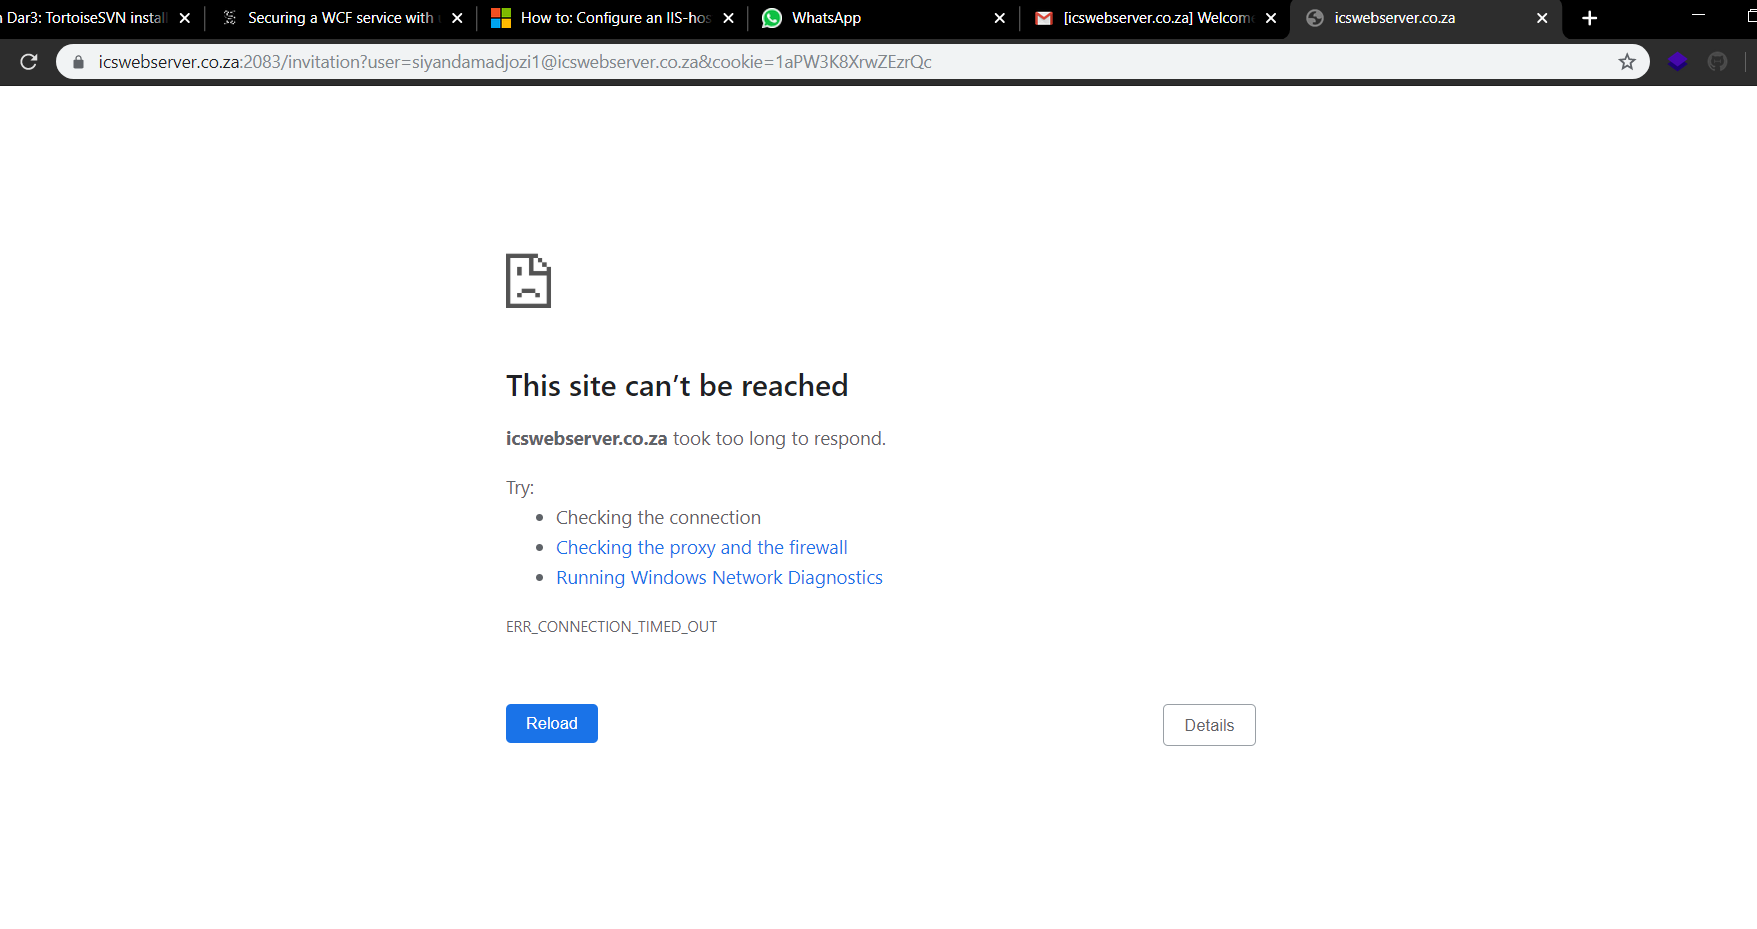 Dar3: TortoiseSVN instal
Securing a WCF service with
How to: Configure an IIS-hos
WhatsApp
[icswebserver.co.za] Welcome
icswebserver.co.za
icswebserver.co.za:2083/invitation?user=siyandamadjozi1@icswebserver.co.za&cookie=1aPW3K8XrwZEzrQc
This site can’t be reached
icswebserver.co.za took too long to respond.
Try:
Checking the connection
Checking the proxy and the firewall
Running Windows Network Diagnostics
ERR_CONNECTION_TIMED_OUT
Reload
Details